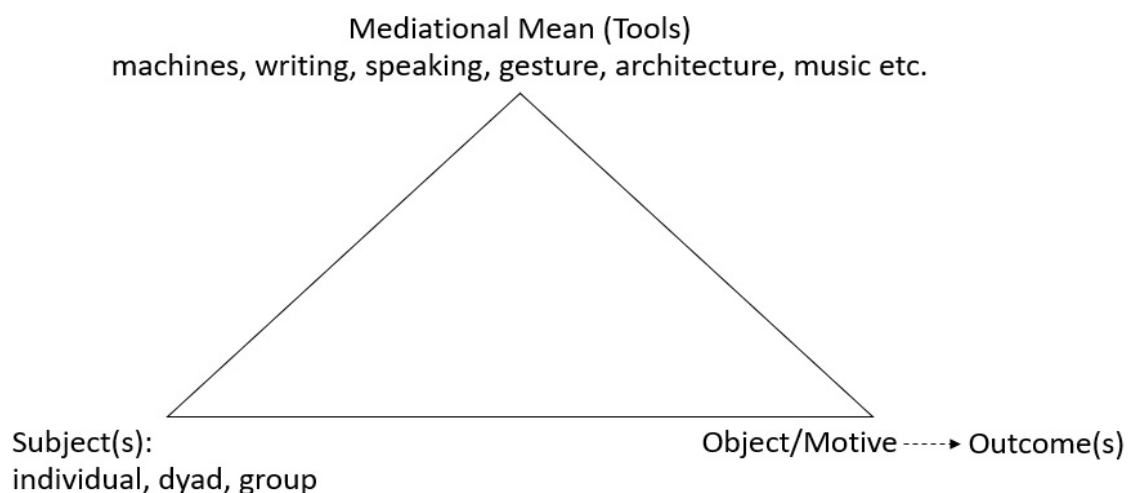 Mediational Mean (Tools)
machines, writing, speaking, gesture, architecture, music etc.
Subject(s):
individual, dyad, group
Object/Motive
Outcome(s)